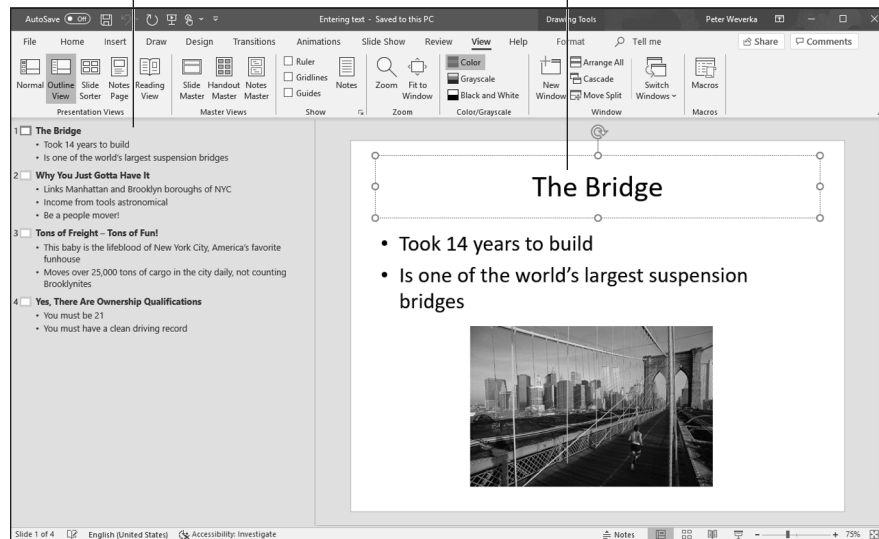 AutoSave Off Entering text - Saved to this PC Drawing Tools Peter Weverka
File Home Insert Draw Design Transitions Animations Slide Show Review View Help Format Tell me Share Comments
Normal
Outline View
Slide Sorter
Notes Page
Reading View
Presentation Views
Slide Master
Handout Master
Notes Master
Master Views
Ruler
Gridlines
Guides
Notes
Show
Zoom
Fit to Window
Zoom
Color
Grayscale
Black and White
Color/Grayscale
New Window
Arrange All
Cascade
Move Split
Switch Windows
Window
Macros
Macros
1 The Bridge
• Took 14 years to build
• Is one of the world's largest suspension bridges
2 Why You Just Gotta Have It
• Links Manhattan and Brooklyn boroughs of NYC
• Income from tools astronomical
• Be a people mover!
3 Tons of Freight – Tons of Fun!
• This baby is the lifeblood of New York City, America's favorite
funhouse
• Moves over 25,000 tons of cargo in the city daily, not counting
Brooklynites
4 Yes, There Are Ownership Qualifications
• You must be 21
• You must have a clean driving record
The Bridge
• Took 14 years to build
• Is one of the world's largest suspension
bridges
Slide 1 of 4 English (United States) Accessibility: Investigate Notes 75%